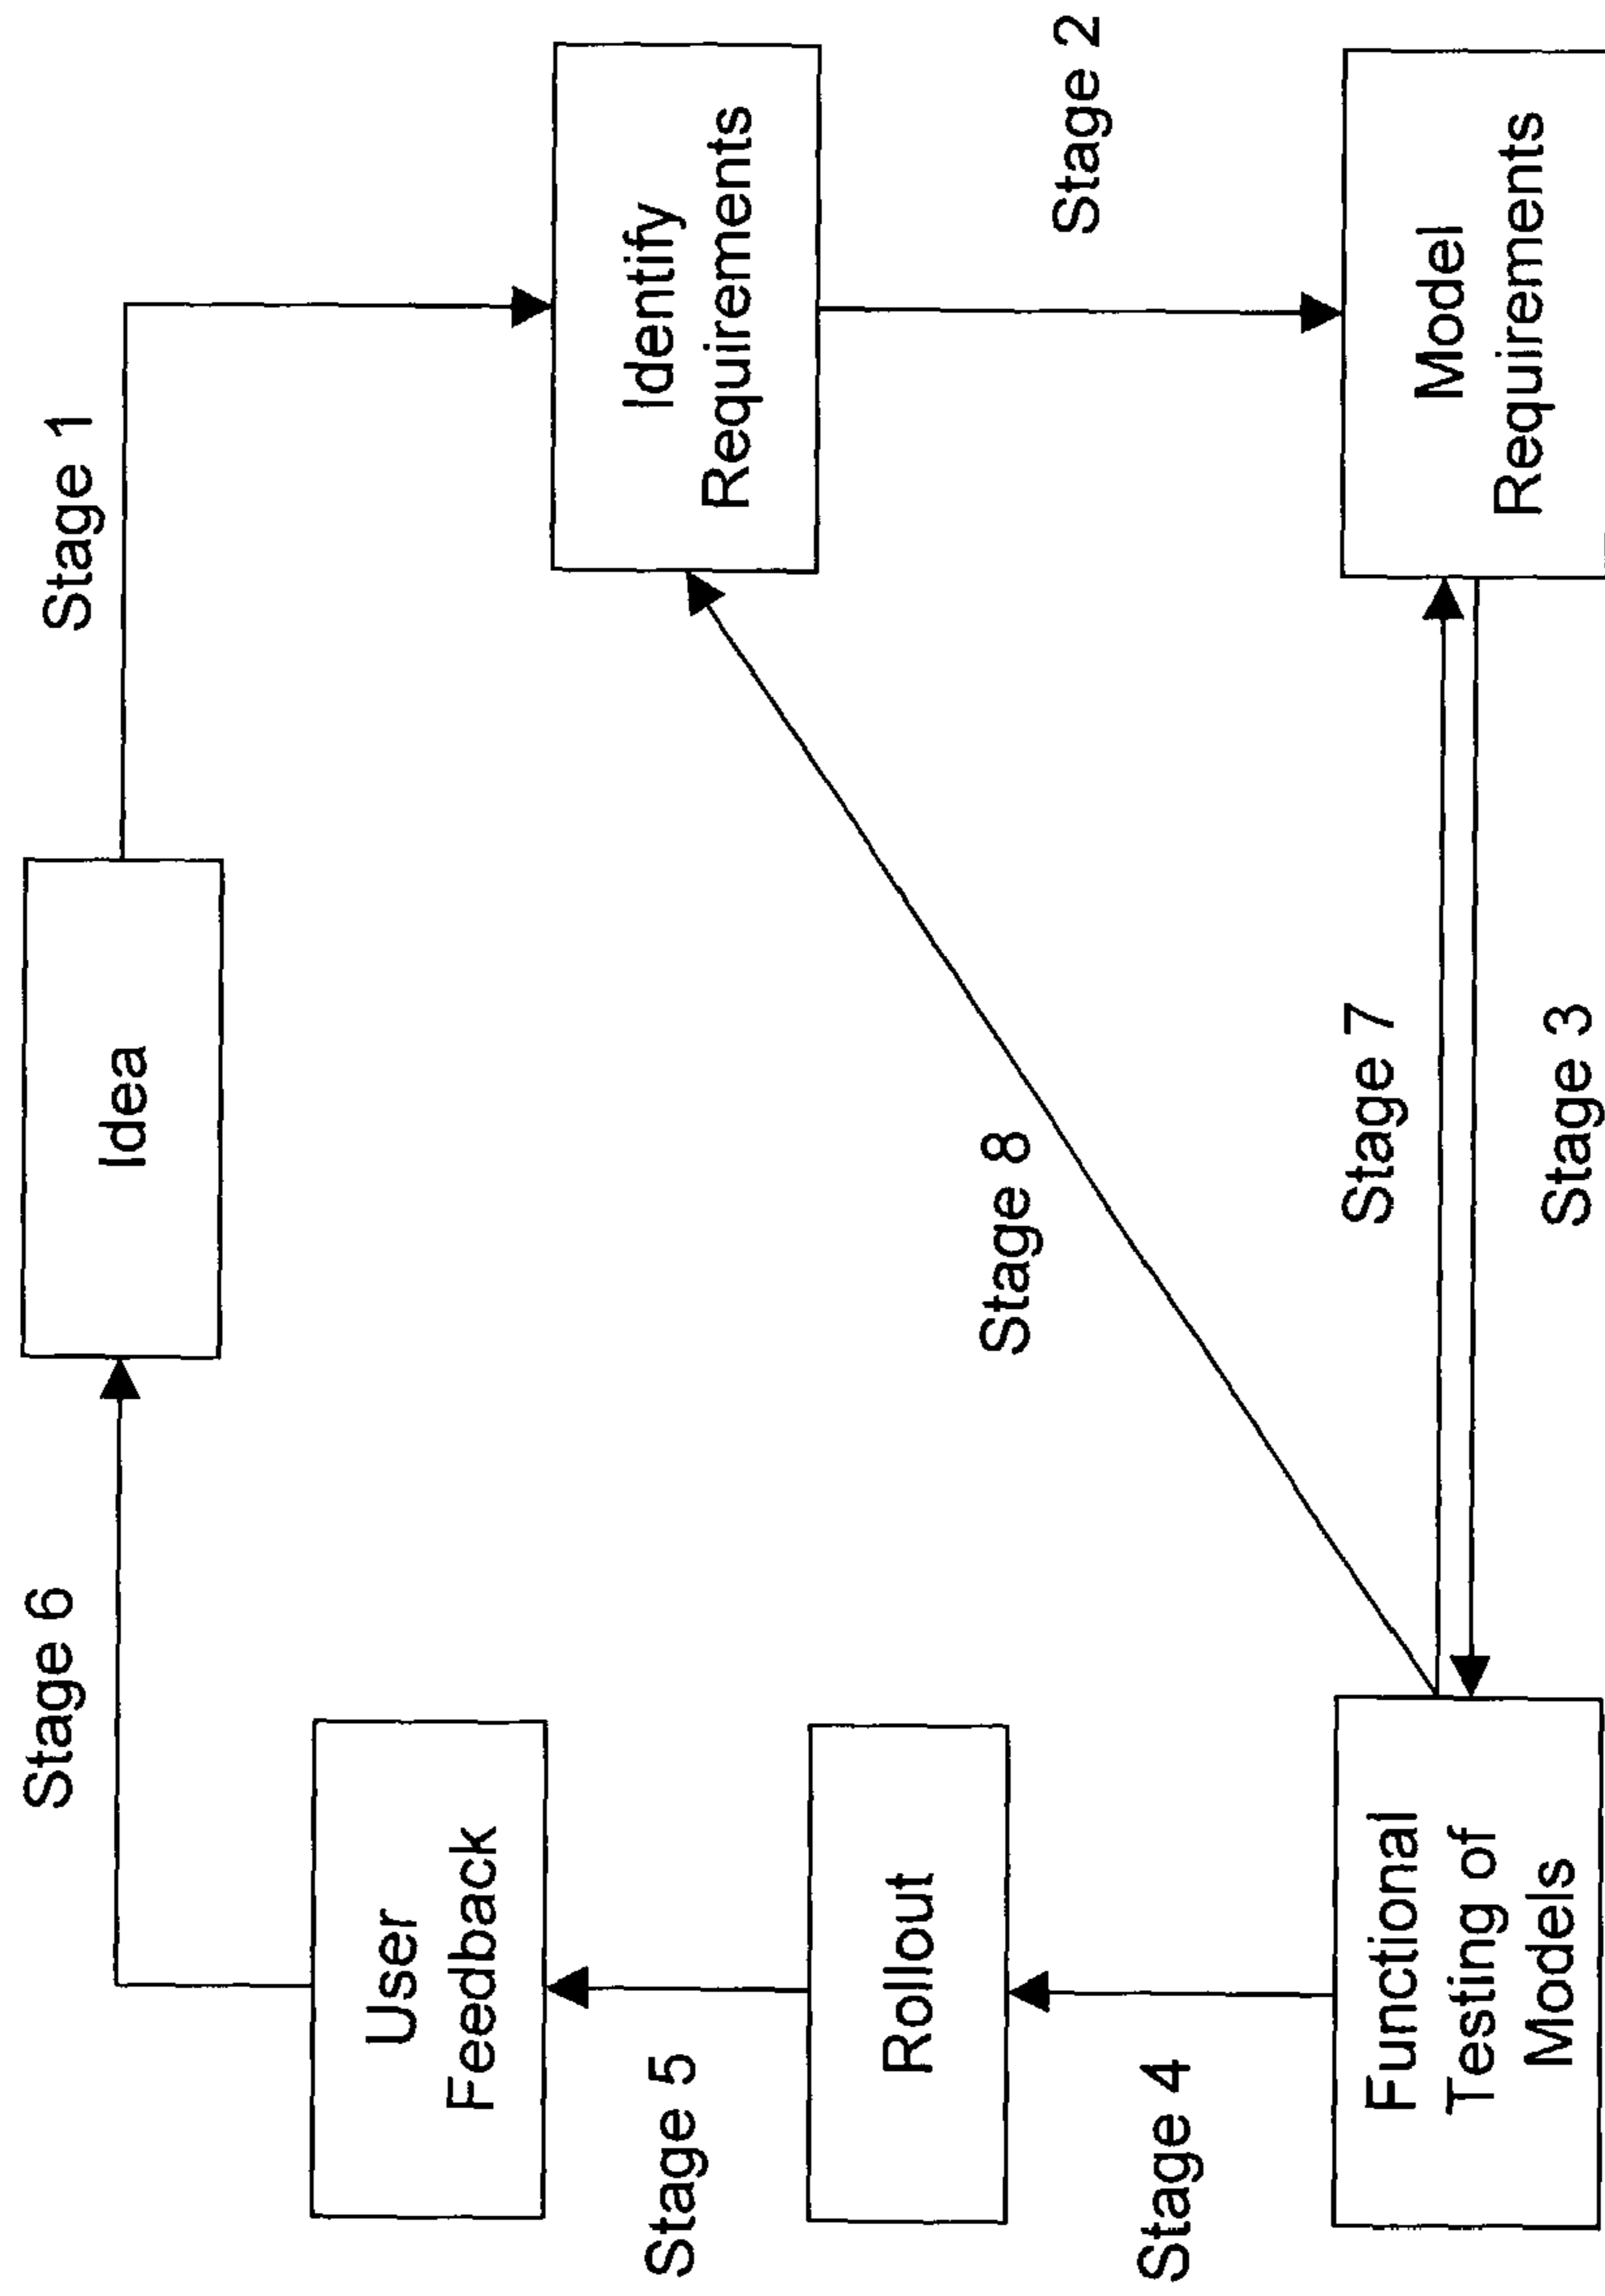 Stage 6
Idea
Stage 1
User
Feedback
Identify
Requirements
Stage 5
Rollout
Stage 8
Stage 2
Stage 4
Functional
Testing of
Models
Stage 7
Stage 3
Model
Requirements